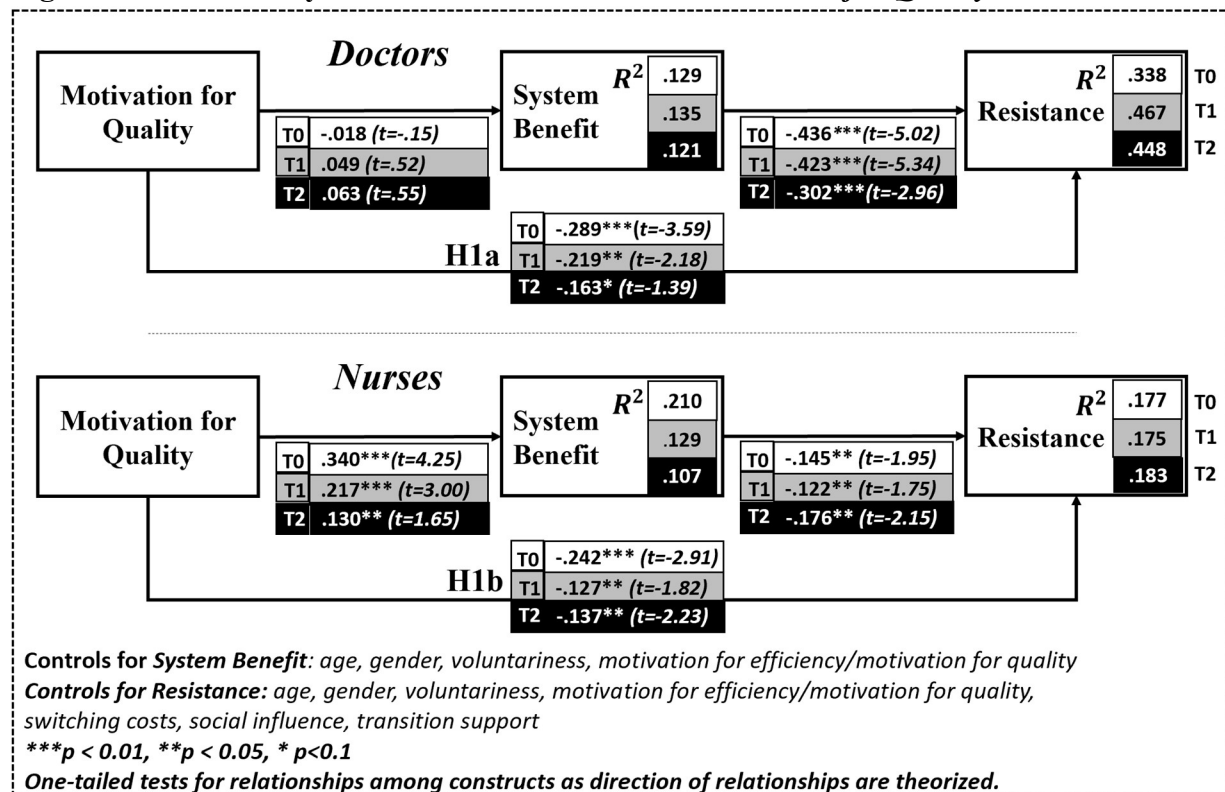 Doctors
Motivation for
Quality
System
Benefit
R²
.129
.135
.121
R²
Resistance
.338
.467
.448
T0
T1
T2
T0 -.018 (t=-.15)
T1 .049 (t=.52)
T2 .063 (t=.55)
T0 -.436***(t=-5.02)
T1 -.423***(t=-5.34)
T2 -.302***(t=-2.96)
H1a
T0 -.289***(t=-3.59)
T1 -.219** (t=-2.18)
T2 -.163* (t=-1.39)
Nurses
Motivation for
Quality
System
Benefit
R²
.210
.129
.107
R²
Resistance
.177
.175
.183
T0
T1
T2
T0 .340***(t=4.25)
T1 .217*** (t=3.00)
T2 .130** (t=1.65)
T0 -.145** (t=-1.95)
T1 -.122** (t=-1.75)
T2 -.176** (t=-2.15)
H1b
T0 -.242*** (t=-2.91)
T1 -.127** (t=-1.82)
T2 -.137** (t=-2.23)
Controls for System Benefit: age, gender, voluntariness, motivation for efficiency/motivation for quality
Controls for Resistance: age, gender, voluntariness, motivation for efficiency/motivation for quality,
switching costs, social influence, transition support
***p < 0.01, **p < 0.05, * p<0.1
One-tailed tests for relationships among constructs as direction of relationships are theorized.